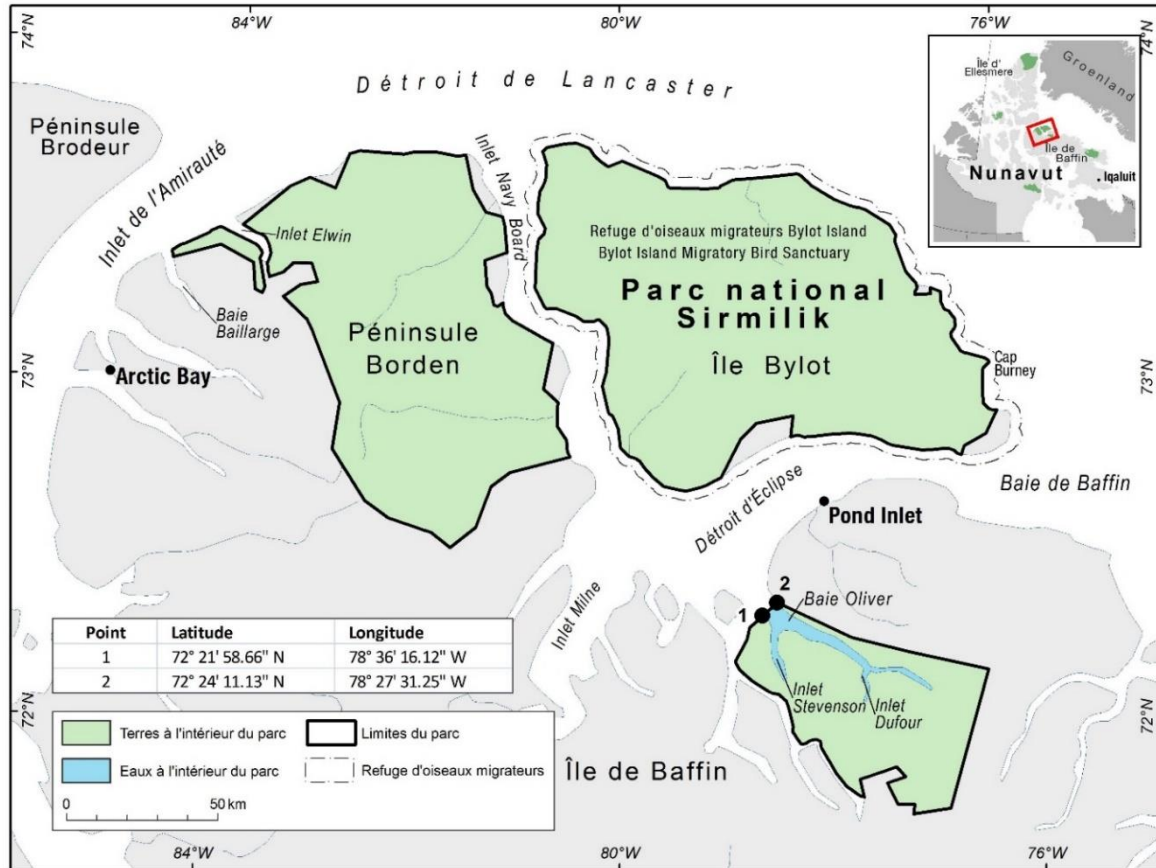 84°W
80°W
76°W
74°N
74°N
Détroit de Lancaster
Péninsule
Brodeur
Inlet de l'Amirauté
Inlet Navy Board
Inlet Elwin
Baie
Baillarge
Refuge d'oiseaux migrateurs Bylot Island
Bylot Island Migratory Bird Sanctuary
Parc national
Sirmilik
Péninsule
Borden
Île Bylot
Cap
Burney
73°N
73°N
Arctic Bay
Baie de Baffin
Détroit d'Éclipse
Pond Inlet
Inlet Milne
1
2
Baie Oliver
Inlet
Stevenson
Inlet
Dufour
72°N
72°N
Île de Baffin
Île d'
Ellesmere
Groenland
Île de
Baffin
Nunavut
Iqaluit
Point Latitude Longitude
1 72° 21' 58.66" N 78° 36' 16.12" W
2 72° 24' 11.13" N 78° 27' 31.25" W
Terres à l'intérieur du parc Limites du parc
Eaux à l'intérieur du parc Refuge d'oiseaux migrateurs
0 50 km
84°W
80°W
76°W